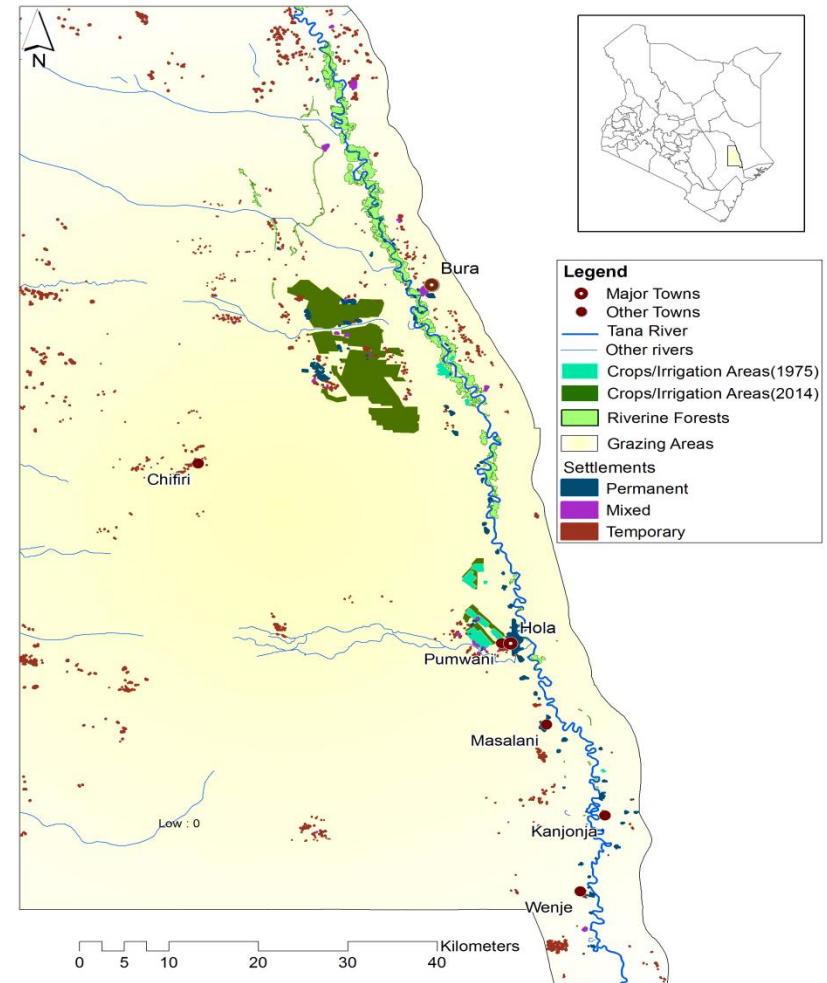 N
Bura
Legend
Major Towns
Other Towns
Tana River
Other rivers
Crops/Irrigation Areas(1975)
Crops/Irrigation Areas(2014)
Riverine Forests
Grazing Areas
Settlements
Permanent
Mixed
Temporary
Chifiri
Hola
Pumwani
Masalani
Low : 0
Kanjonja
Wenje
Kilometers
0 5 10 20 30 40